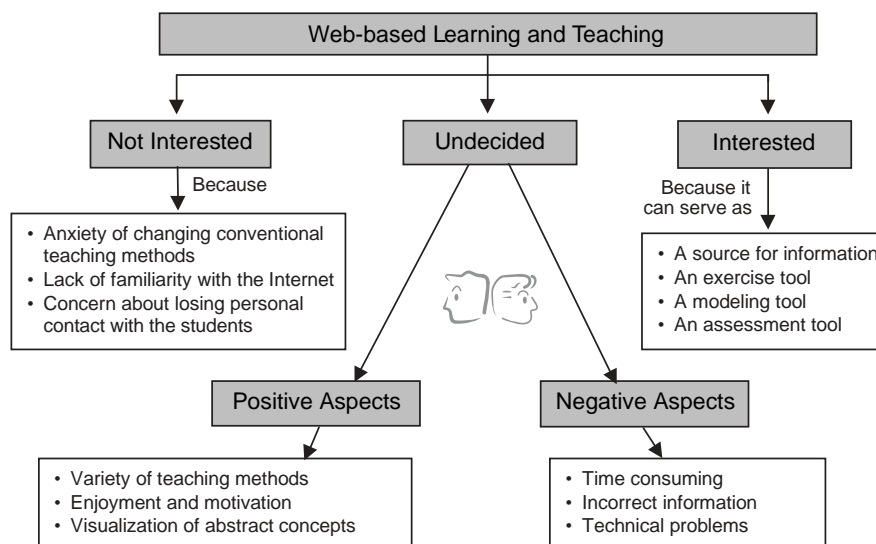 Web-based Learning and Teaching
Not Interested
Undecided
Interested
Because
Because it
can serve as
• Anxiety of changing conventional
teaching methods
• Lack of familiarity with the Internet
• Concern about losing personal
contact with the students
• A source for information
• An exercise tool
• A modeling tool
• An assessment tool
Positive Aspects
Negative Aspects
• Variety of teaching methods
• Enjoyment and motivation
• Visualization of abstract concepts
• Time consuming
• Incorrect information
• Technical problems